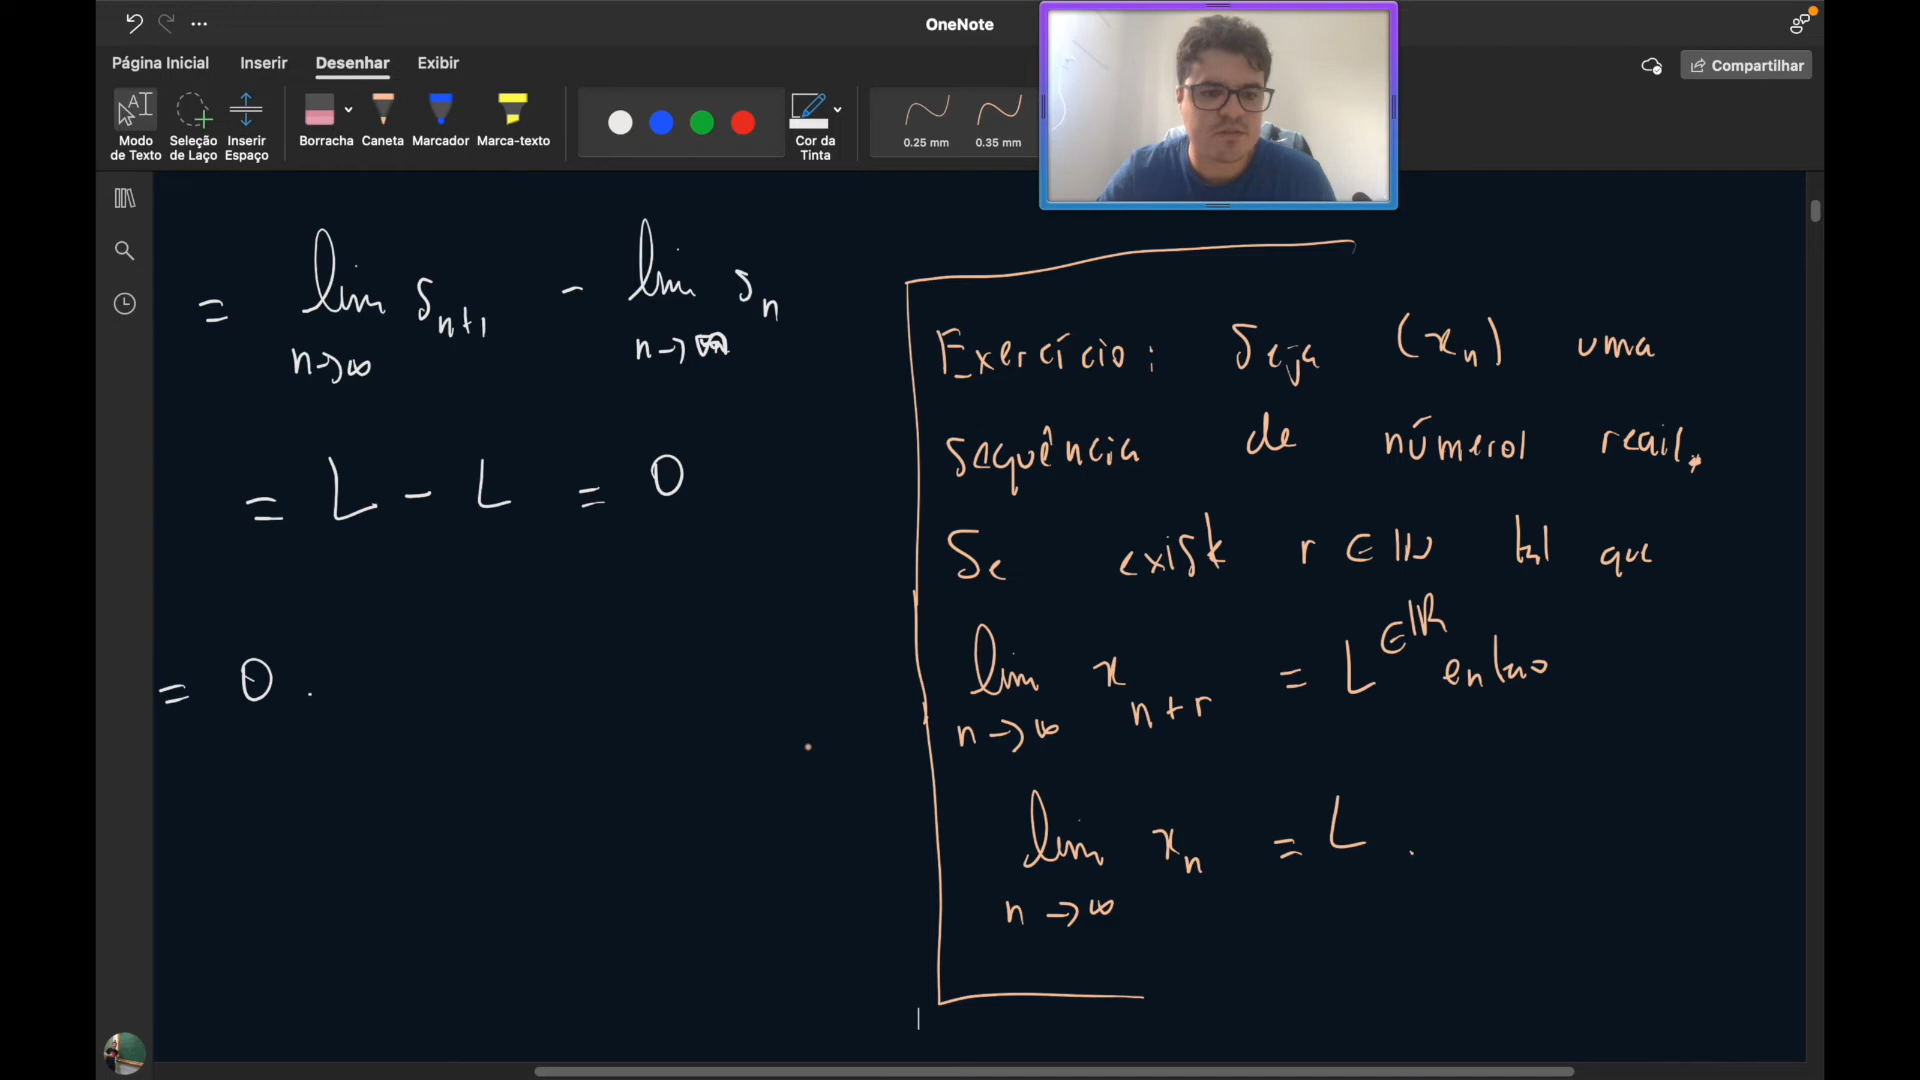 OneNote
Página Inicial Inserir Desenhar Exibir
Compartilhar
Modo de Texto
Seleção de Laço
Inserir Espaço
Borracha
Caneta
Marcador
Marca-texto
Cor da Tinta
0.25 mm
0.35 mm
= lim S_{n+1} - lim S_n
n→∞ n→∞
= L - L = 0
= 0 .
Exercício: Seja (x_n) uma
sequência de números reais.
Se existe r ∈ ℕ tal que
lim x_{n+r} = L ∈ ℝ então
n→∞
lim x_n = L .
n→∞